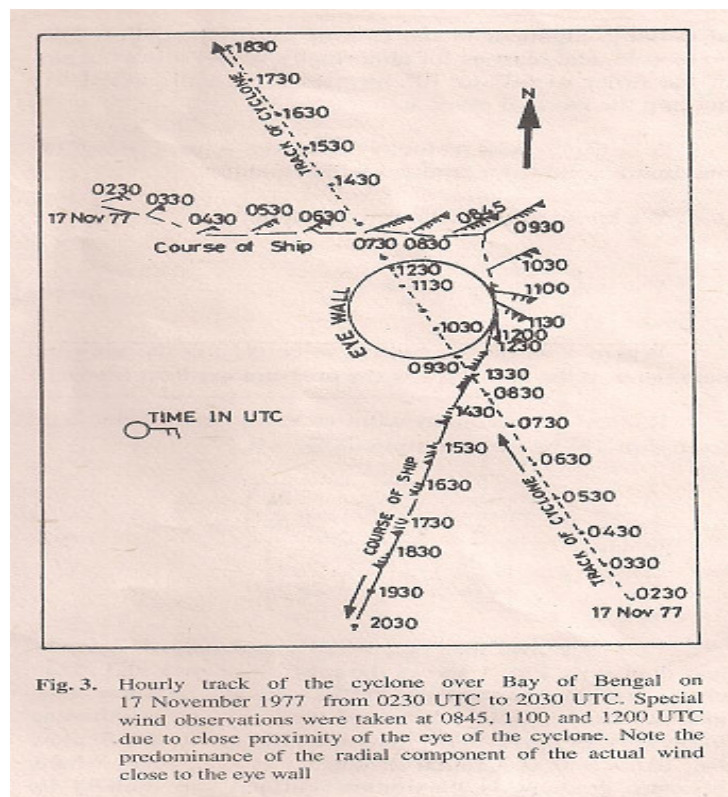 1830
1730
1630
1530
1430
TRACK OF CYCLONE
N
0230
0330
17 Nov 77
0430
0530
0630
0845
0930
Course of Ship
0730 0830
1030
1230
1130
1100
EYE WALL
1030
1130
1200
1230
0930
1330
0830
TIME IN UTC
1430
0730
1530
0630
COURSE OF SHIP
1630
0530
TRACK OF CYCLONE
1730
0430
1830
0330
1930
0230
17 Nov 77
2030
Fig. 3. Hourly track of the cyclone over Bay of Bengal on
17 November 1977 from 0230 UTC to 2030 UTC. Special
wind observations were taken at 0845, 1100 and 1200 UTC
due to close proximity of the eye of the cyclone. Note the
predominance of the radial component of the actual wind
close to the eye wall